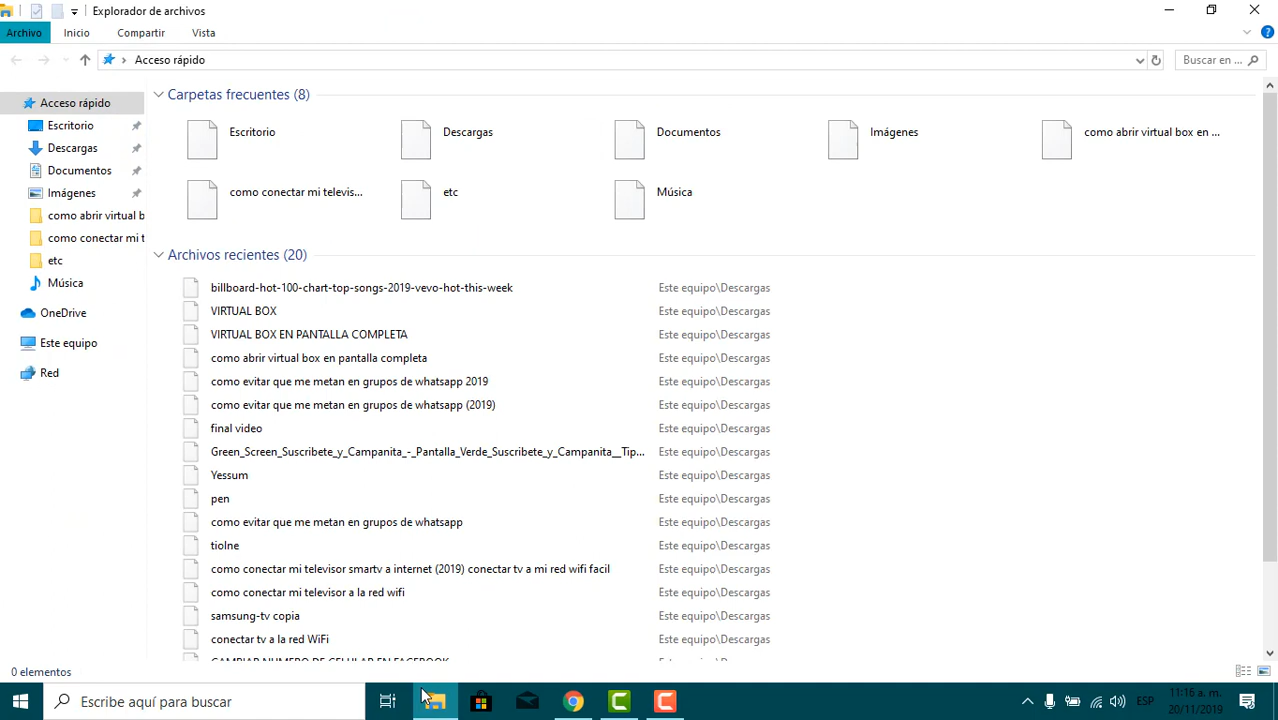 Explorador de archivos
Archivo Inicio Compartir Vista
Acceso rápido
Buscar en ...
Acceso rápido
Escritorio
Descargas
Documentos
Imágenes
como abrir virtual b
como conectar mi t
etc
Música
OneDrive
Este equipo
Red
Carpetas frecuentes (8)
Escritorio
Descargas
Documentos
Imágenes
como abrir virtual box en ...
como conectar mi televis...
etc
Música
Archivos recientes (20)
billboard-hot-100-chart-top-songs-2019-vevo-hot-this-week Este equipo\Descargas
VIRTUAL BOX Este equipo\Descargas
VIRTUAL BOX EN PANTALLA COMPLETA Este equipo\Descargas
como abrir virtual box en pantalla completa Este equipo\Descargas
como evitar que me metan en grupos de whatsapp 2019 Este equipo\Descargas
como evitar que me metan en grupos de whatsapp (2019) Este equipo\Descargas
final video Este equipo\Descargas
Green_Screen_Suscribete_y_Campanita_-_Pantalla_Verde_Suscribete_y_Campanita__Tip... Este equipo\Descargas
Yessum Este equipo\Descargas
pen Este equipo\Descargas
como evitar que me metan en grupos de whatsapp Este equipo\Descargas
tiolne Este equipo\Descargas
como conectar mi televisor smartv a internet (2019) conectar tv a mi red wifi facil Este equipo\Descargas
como conectar mi televisor a la red wifi Este equipo\Descargas
samsung-tv copia Este equipo\Descargas
conectar tv a la red WiFi Este equipo\Descargas
CAMBIAR NUMERO DE CELULAR EN FACEBOOK
0 elementos
Escribe aquí para buscar
ESP
11:16 a. m.
20/11/2019